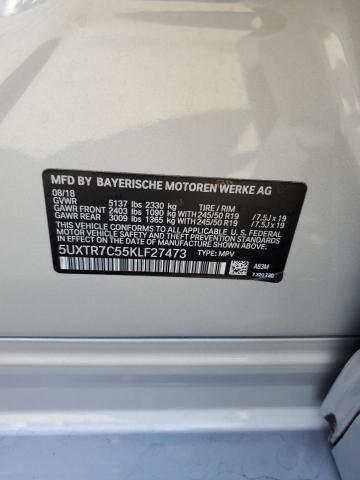 MFD BY BAYERISCHE MOTOREN WERKE AG
08/18
GVWR 5137 lbs 2330 kg TIRE / RIM
GAWR FRONT 2403 lbs 1090 kg WITH 245/50 R19 / 7.5J x 19
GAWR REAR 3009 lbs 1365 kg WITH 245/50 R19 / 7.5J x 19
THIS VEHICLE CONFORMS TO ALL APPLICABLE U.S. FEDERAL
MOTOR VEHICLE SAFETY AND THEFT PREVENTION STANDARDS
IN EFFECT ON THE DATE OF MANUFACTURE SHOWN ABOVE.
5UXTR7C55KLF27473 TYPE: MPV
A83M